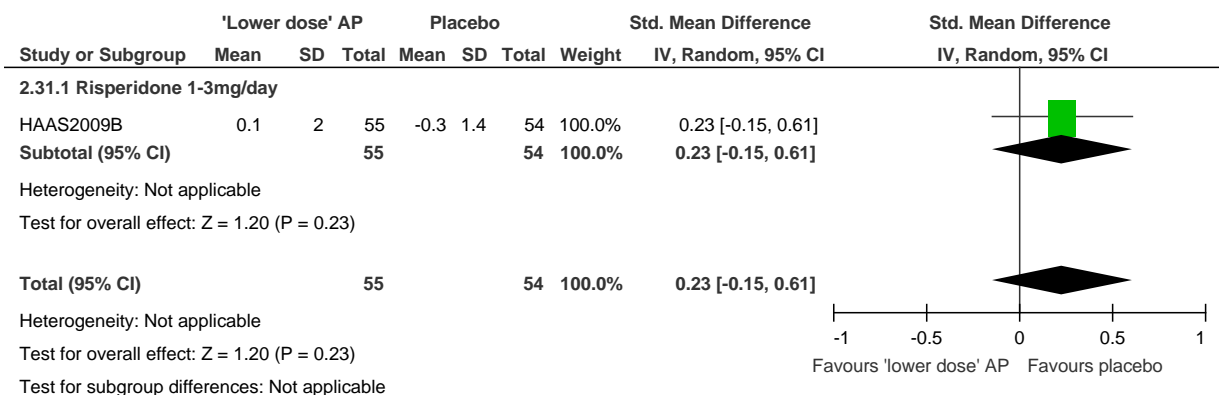 'Lower dose' AP Placebo Std. Mean Difference Std. Mean Difference
Study or Subgroup Mean SD Total Mean SD Total Weight IV, Random, 95% CI IV, Random, 95% CI
2.31.1 Risperidone 1-3mg/day
HAAS2009B 0.1 2 55 -0.3 1.4 54 100.0% 0.23 [-0.15, 0.61]
Subtotal (95% CI) 55 54 100.0% 0.23 [-0.15, 0.61]
Heterogeneity: Not applicable
Test for overall effect: Z = 1.20 (P = 0.23)
Total (95% CI) 55 54 100.0% 0.23 [-0.15, 0.61]
Heterogeneity: Not applicable
Test for overall effect: Z = 1.20 (P = 0.23)
Test for subgroup differences: Not applicable
-1 -0.5 0 0.5 1
Favours 'lower dose' AP Favours placebo